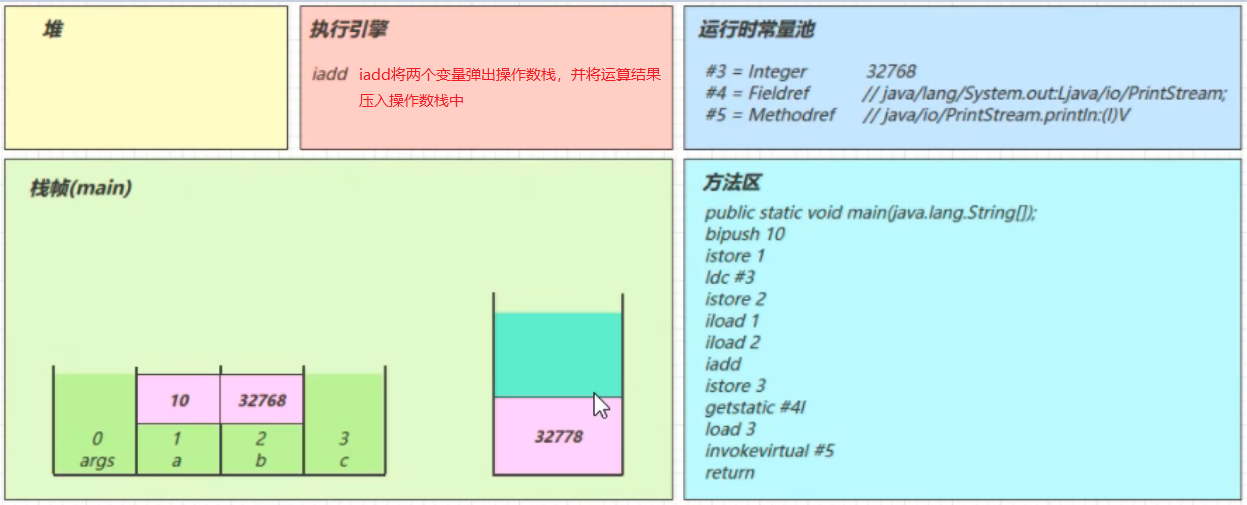 堆
执行引擎
iadd iadd将两个变量弹出操作数栈，并将运算结果
压入操作数栈中
运行时常量池
#3 = Integer 32768
#4 = Fieldref // java/lang/System.out:Ljava/io/PrintStream;
#5 = Methodref // java/io/PrintStream.println:(I)V
栈帧(main)
10 32768
0 1 2 3
args a b c
32778
方法区
public static void main(java.lang.String[]);
bipush 10
istore 1
ldc #3
istore 2
iload 1
iload 2
iadd
istore 3
getstatic #4I
load 3
invokevirtual #5
return